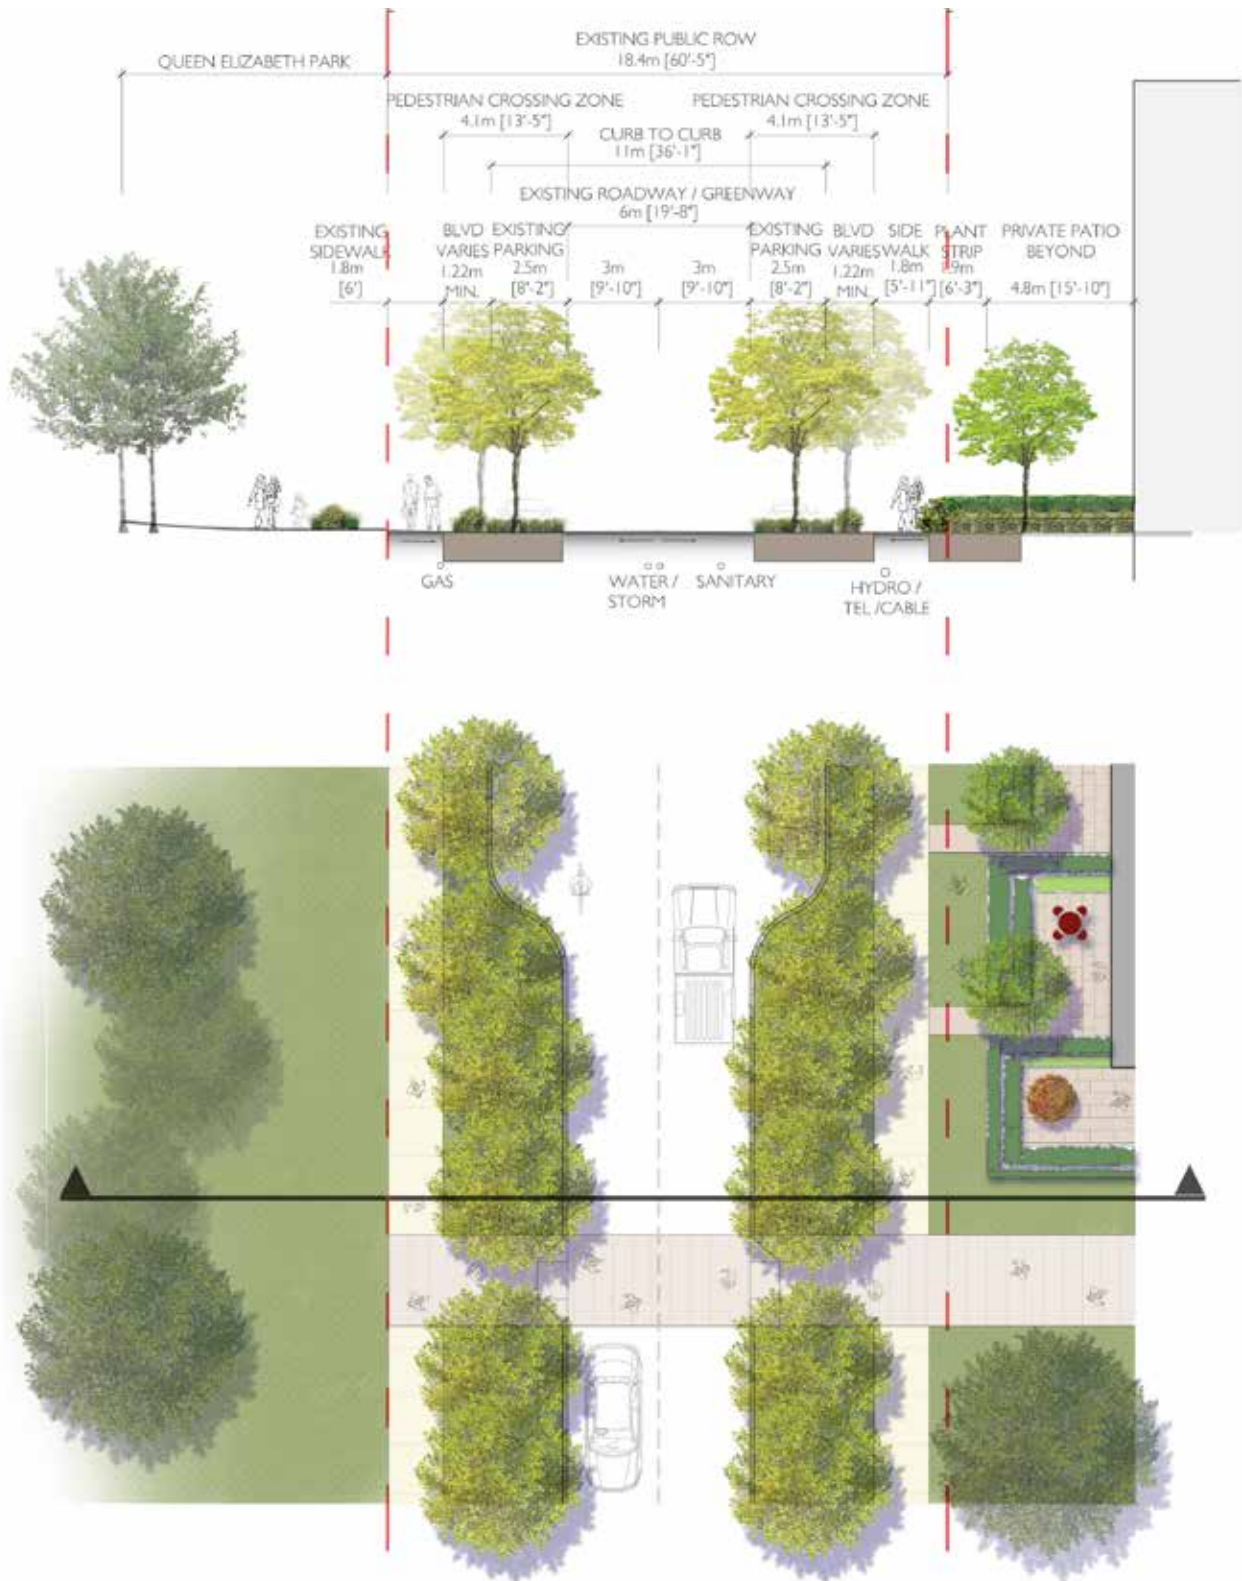 EXISTING PUBLIC ROW
18.4m [60'-5"]
QUEEN ELIZABETH PARK
PEDESTRIAN CROSSING ZONE
4.1m [13'-5"]
PEDESTRIAN CROSSING ZONE
4.1m [13'-5"]
CURB TO CURB
11m [36'-1"]
EXISTING ROADWAY / GREENWAY
6m [19'-8"]
EXISTING
SIDEWALK
1.8m
[6']
BLVD
VARIES
1.22m
MIN.
EXISTING
PARKING
2.5m
[8"-2"]
3m
[9'-10"]
3m
[9'-10"]
EXISTING
PARKING
2.5m
[8'-2"]
BLVD
VARIES
1.22m
MIN.
SIDE
WALK
1.8m
[5'-11"]
PLANT
STRIP
.9m
[6'-3"]
PRIVATE PATIO
BEYOND
4.8m [15'-10"]
GAS
WATER /
STORM
SANITARY
HYDRO /
TEL /CABLE